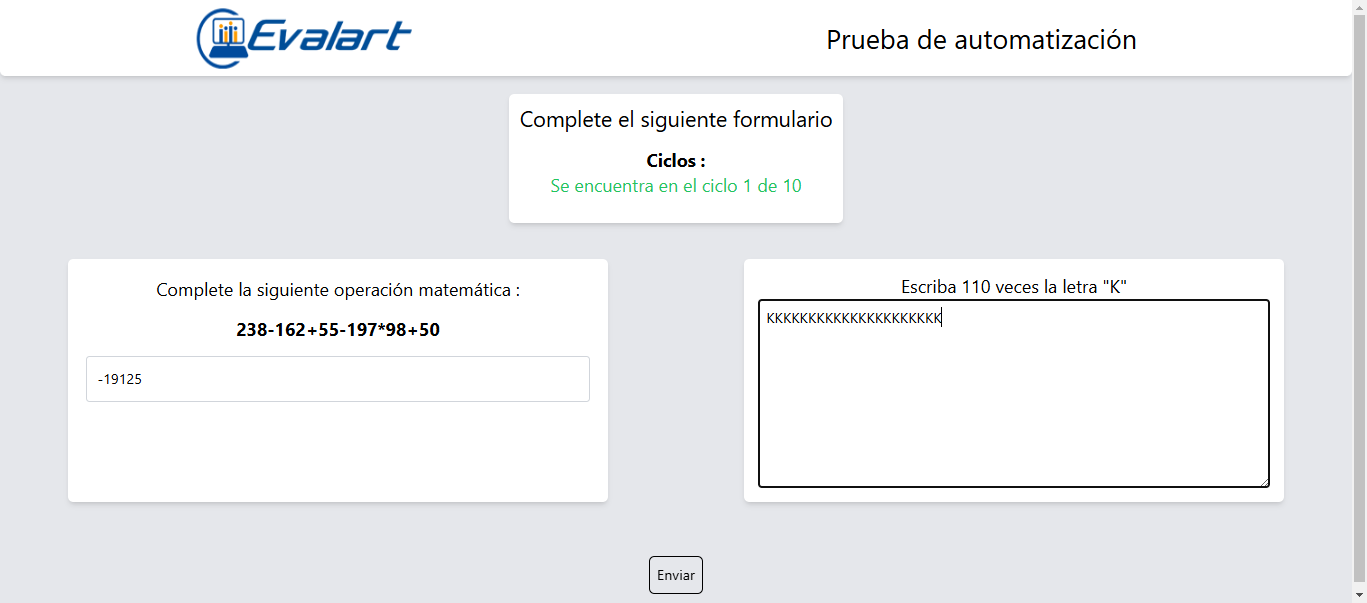 Evalart
Prueba de automatización
Complete el siguiente formulario
Ciclos :
Se encuentra en el ciclo 1 de 10
Complete la siguiente operación matemática :
238-162+55-197*98+50
-19125
Escriba 110 veces la letra "K"
KKKKKKKKKKKKKKKKKKKKK
Enviar